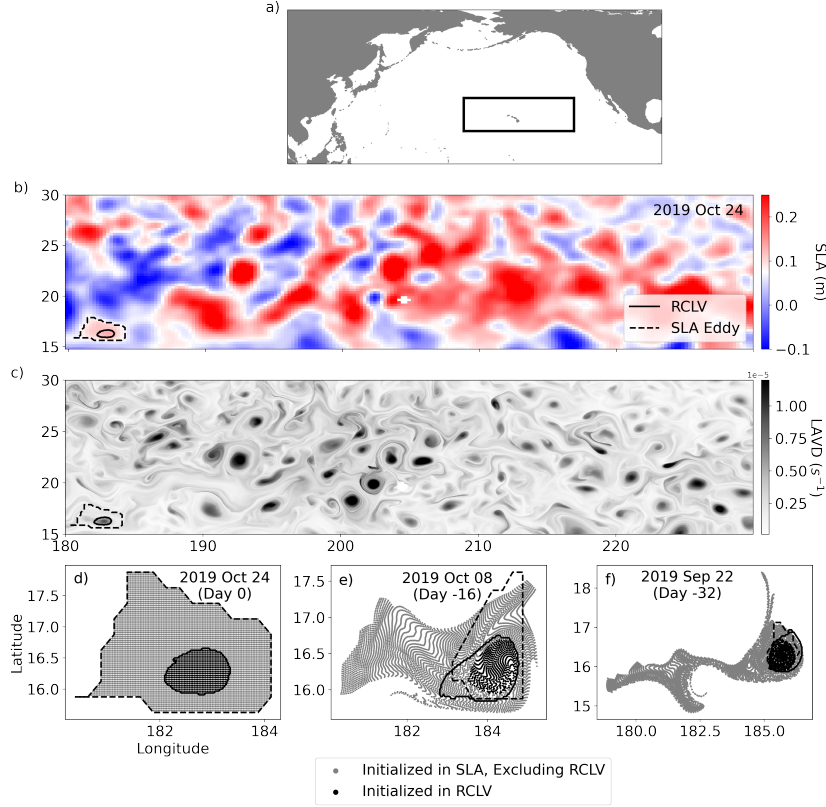 a)
b)
30
25
20
15
180
190
200
210
220
2019 Oct 24
RCLV
SLA Eddy
0.2
0.1
0.0
−0.1
SLA (m)
c)
30
25
20
15
180
190
200
210
220
1e−5
1.00
0.75
0.50
0.25
LAVD (s⁻¹)
d)
2019 Oct 24
(Day 0)
17.5
17.0
16.5
16.0
182
184
Latitude
Longitude
e)
2019 Oct 08
(Day -16)
17.5
17.0
16.5
16.0
182
184
f)
2019 Sep 22
(Day -32)
18
17
16
15
180.0
182.5
185.0
Initialized in SLA, Excluding RCLV
Initialized in RCLV